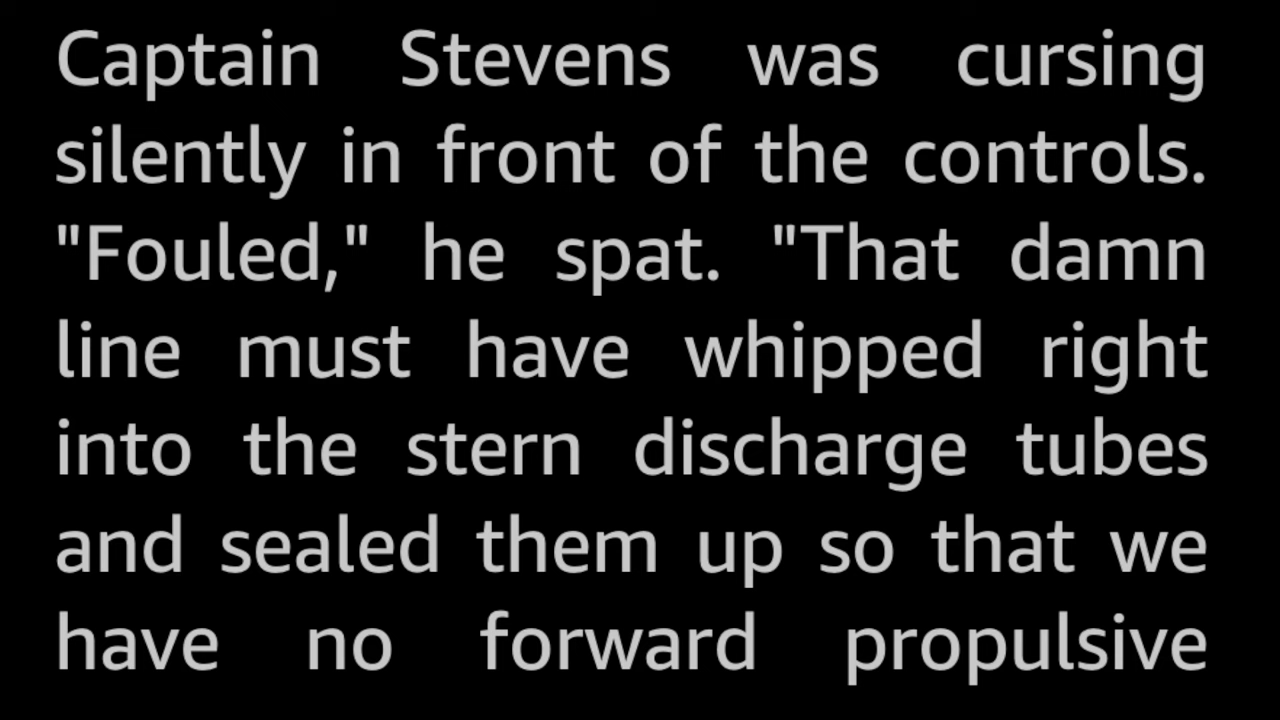 Captain Stevens was cursing
silently in front of the controls.
"Fouled," he spat. "That damn
line must have whipped right
into the stern discharge tubes
and sealed them up so that we
have no forward propulsive